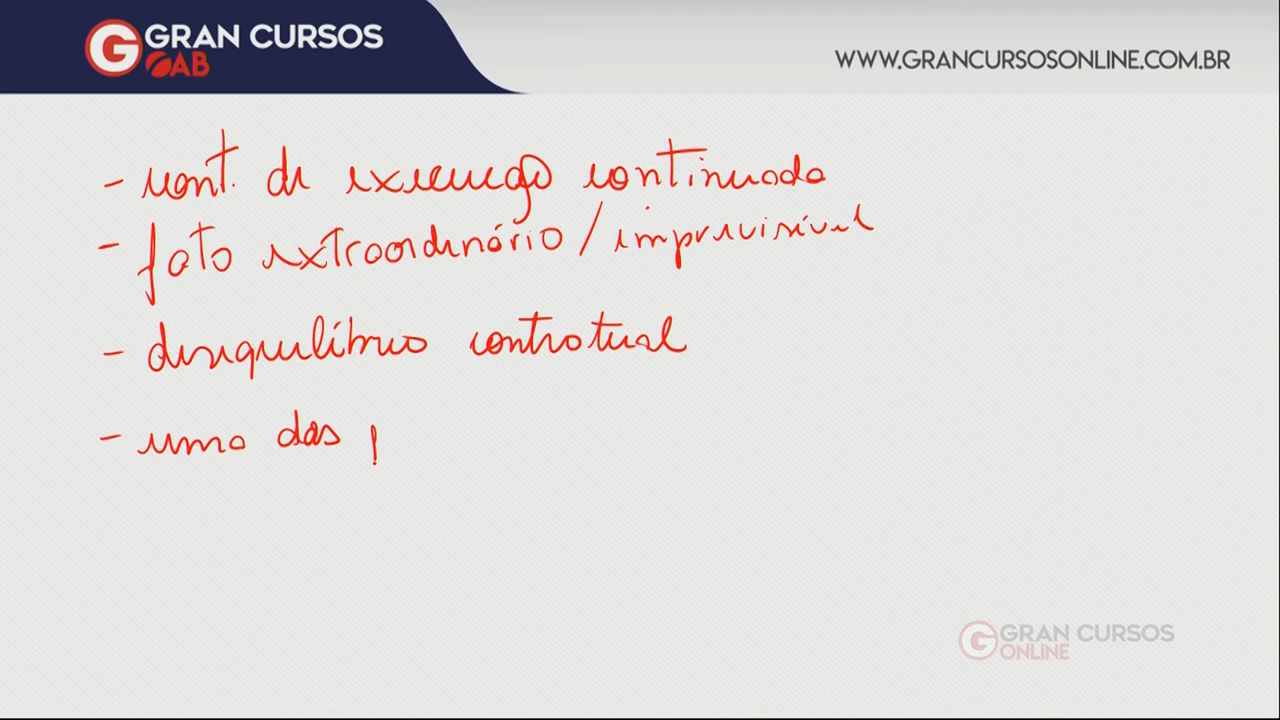 GRAN CURSOS
OAB
WWW.GRANCURSOSONLINE.COM.BR
- cont. de execução continuada
- fato extraordinário / imprevisível
- desequilíbrio contratual
- uma das p
GRAN CURSOS
ONLINE